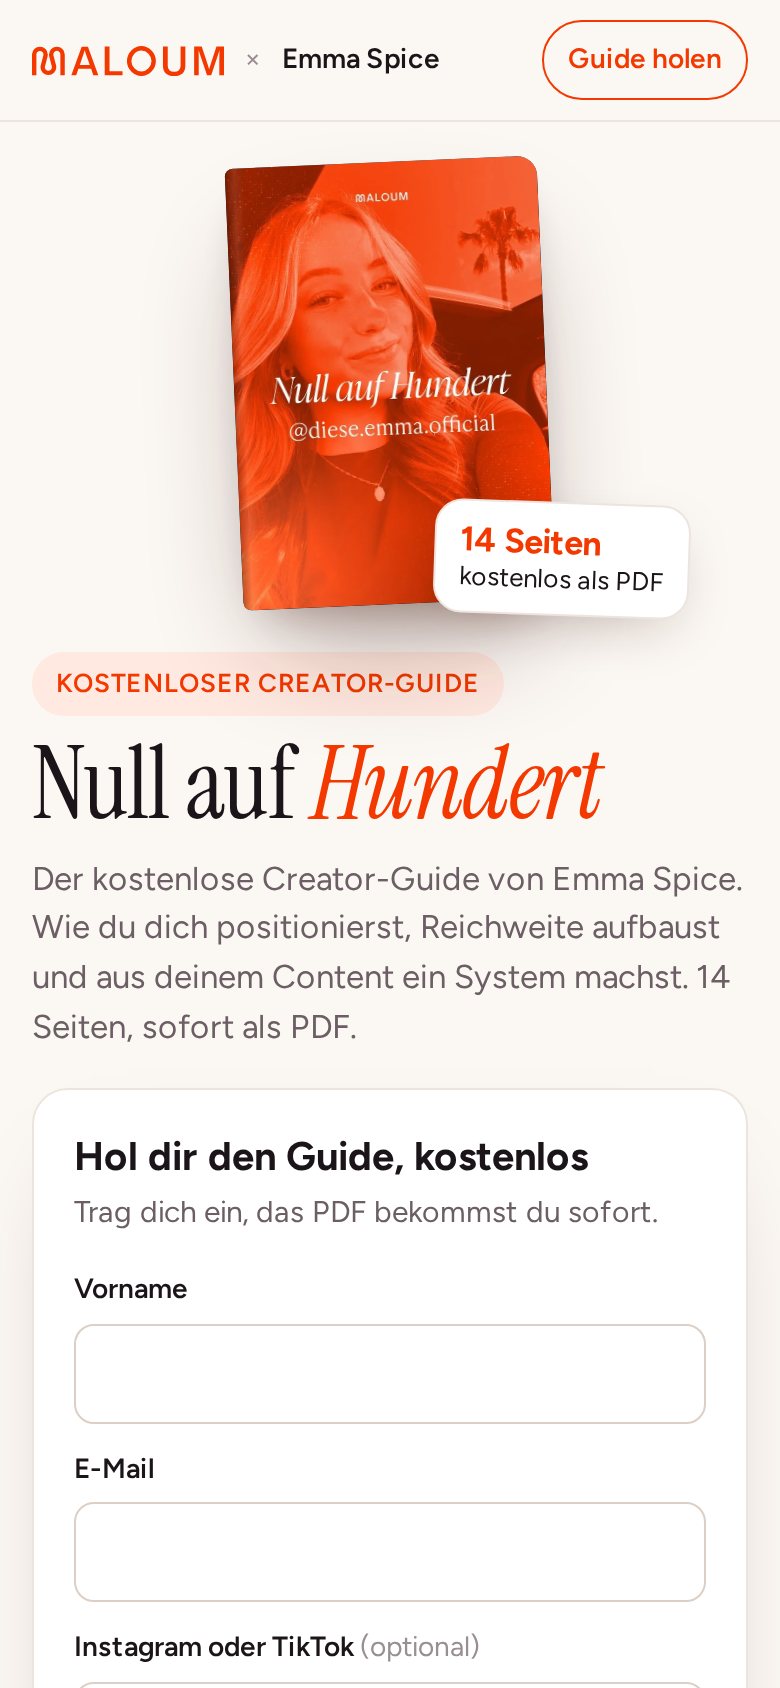 MALOUM × Emma Spice
Guide holen
MALOUM
Null auf Hundert
@diese.emma.official
14 Seiten
kostenlos als PDF
KOSTENLOSER CREATOR-GUIDE
Null auf Hundert
Der kostenlose Creator-Guide von Emma Spice.
Wie du dich positionierst, Reichweite aufbaust
und aus deinem Content ein System machst. 14
Seiten, sofort als PDF.
Hol dir den Guide, kostenlos
Trag dich ein, das PDF bekommst du sofort.
Vorname
E-Mail
Instagram oder TikTok (optional)